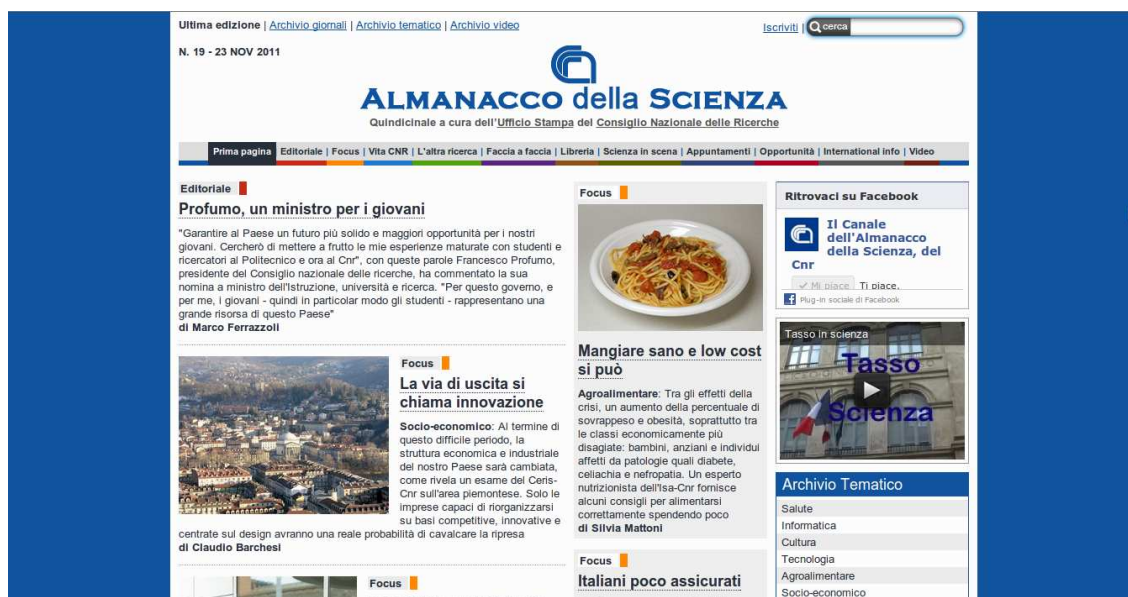 Ultima edizione | Archivio giornali | Archivio tematico | Archivio video
Iscriviti |
cerca
N. 19 - 23 NOV 2011
ALMANACCO della SCIENZA
Quindicinale a cura dell'Ufficio Stampa del Consiglio Nazionale delle Ricerche
Prima pagina Editoriale | Focus | Vita CNR | L'altra ricerca | Faccia a faccia | Libreria | Scienza in scena | Appuntamenti | Opportunità | International info | Video
Editoriale
Profumo, un ministro per i giovani
"Garantire al Paese un futuro più solido e maggiori opportunità per i nostri
giovani. Cercherò di mettere a frutto le mie esperienze maturate con studenti e
ricercatori al Politecnico e ora al Cnr", con queste parole Francesco Profumo,
presidente del Consiglio nazionale delle ricerche, ha commentato la sua
nomina a ministro dell'Istruzione, università e ricerca. "Per questo governo, e
per me, i giovani - quindi in particolar modo gli studenti - rappresentano una
grande risorsa di questo Paese"
di Marco Ferrazzoli
Focus
La via di uscita si
chiama innovazione
Socio-economico: Al termine di
questo difficile periodo, la
struttura economica e industriale
del nostro Paese sarà cambiata,
come rivela un esame del Ceris-
Cnr sull'area piemontese. Solo le
imprese capaci di riorganizzarsi
su basi competitive, innovative e
centrate sul design avranno una reale probabilità di cavalcare la ripresa
di Claudio Barchesi
Focus
Focus
Mangiare sano e low cost
si può
Agroalimentare: Tra gli effetti della
crisi, un aumento della percentuale di
sovrappeso e obesità, soprattutto tra
le classi economicamente più
disagiate: bambini, anziani e individui
affetti da patologie quali diabete,
celiachia e nefropatia. Un esperto
nutrizionista dell'Isa-Cnr fornisce
alcuni consigli per alimentarsi
correttamente spendendo poco
di Silvia Mattoni
Focus
Italiani poco assicurati
Ritrovaci su Facebook
Il Canale
dell'Almanacco
della Scienza, del
Cnr
Mi piace Ti piace.
Plug-in sociale di Facebook
Tasso in scienza
Tasso
Scienza
Archivio Tematico
Salute
Informatica
Cultura
Tecnologia
Agroalimentare
Socio-economico